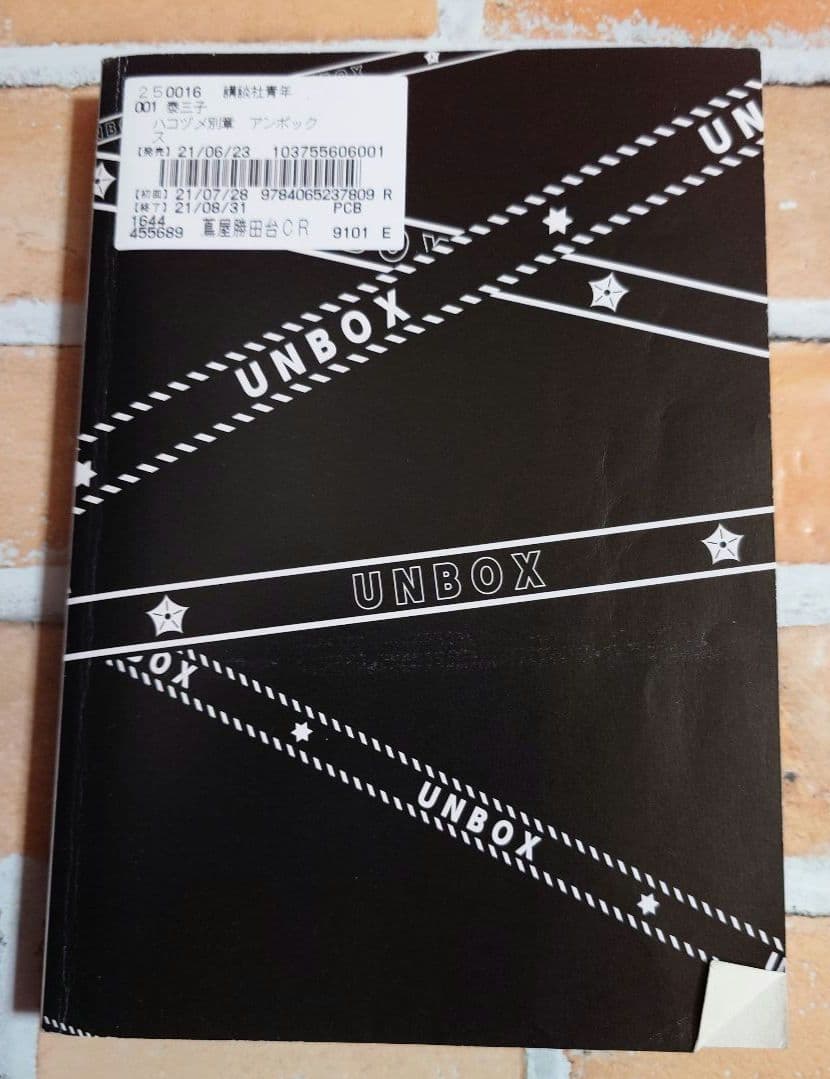 250016 講談社青年
001 泰三子
ハコヅメ別章 アンボック
ス
【発売】21/06/23 103755606001
【初回】21/07/28 9784065237809 R
【終了】21/08/31 PCB
1644
455689 蔦屋勝田台CR 9101 E
UN
UNBOX
UNBOX
BOX
UNBOX